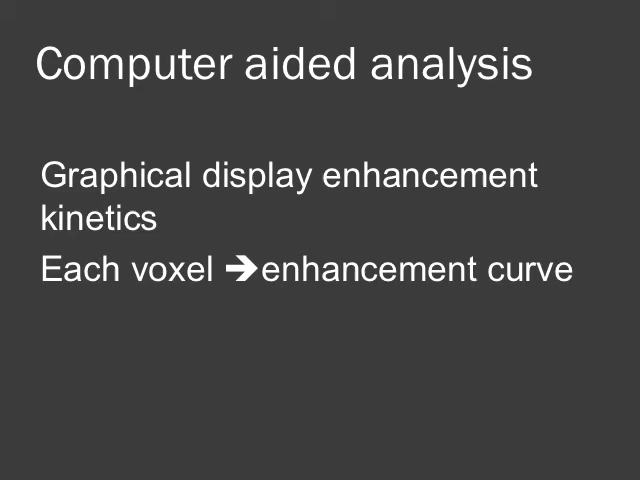 Computer aided analysis
Graphical display enhancement
kinetics
Each voxel ➔enhancement curve